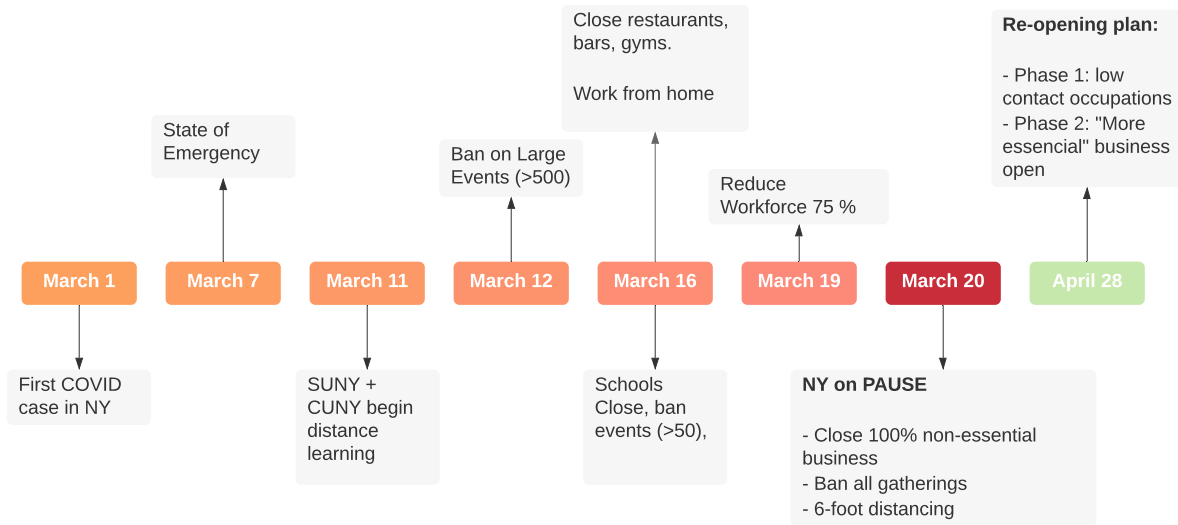 Close restaurants,
bars, gyms.
Work from home
Re-opening plan:
- Phase 1: low
contact occupations
- Phase 2: "More
essencial" business
open
State of
Emergency
Ban on Large
Events (>500)
Reduce
Workforce 75 %
March 1
March 7
March 11
March 12
March 16
March 19
March 20
April 28
First COVID
case in NY
SUNY +
CUNY begin
distance
learning
Schools
Close, ban
events (>50),
NY on PAUSE
- Close 100% non-essential
business
- Ban all gatherings
- 6-foot distancing